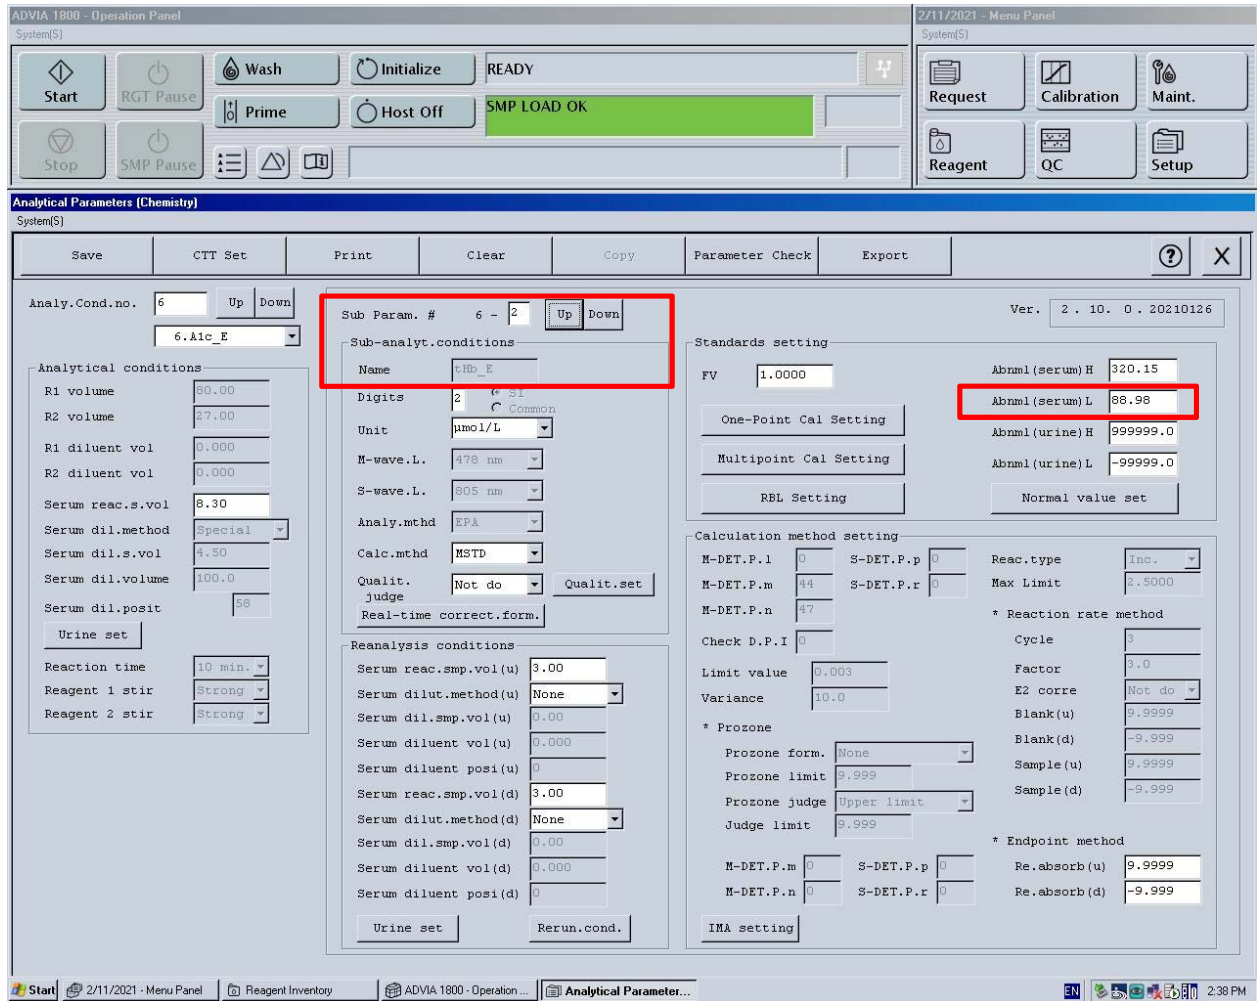 ADVIA 1800 - Operation Panel
System(S)
Start
RGT Pause
Wash
Initialize
READY
Prime
Host Off
SMP LOAD OK
Stop
SMP Pause
2/11/2021 - Menu Panel
System(S)
Request
Calibration
Maint.
Reagent
QC
Setup
Analytical Parameters (Chemistry)
System(S)
Save
CTT Set
Print
Clear
Copy
Parameter Check
Export
Analy.Cond.no. 6 Up Down
6.A1c_E
Analytical conditions
R1 volume 80.00
R2 volume 27.00
R1 diluent vol 0.000
R2 diluent vol 0.000
Serum reac.s.vol 8.30
Serum dil.method Special
Serum dil.s.vol 4.50
Serum dil.volume 100.0
Serum dil.posit 58
Urine set
Reaction time 10 min.
Reagent 1 stir Strong
Reagent 2 stir Strong
Sub Param. # 6 - 2 Up Down
Sub-analyt.conditions
Name tHb_E
Digits 2 SI
Common
Unit µmol/L
M-wave.L. 478 nm
S-wave.L. 805 nm
Analy.mthd EPA
Calc.mthd MSTD
Qualit.
judge Not do Qualit.set
Real-time correct.form.
Reanalysis conditions
Serum reac.smp.vol(u) 3.00
Serum dilut.method(u) None
Serum dil.smp.vol(u) 0.00
Serum diluent vol(u) 0.000
Serum diluent posi(u) 0
Serum reac.smp.vol(d) 3.00
Serum dilut.method(d) None
Serum dil.smp.vol(d) 0.00
Serum diluent vol(d) 0.000
Serum diluent posi(d) 0
Urine set
Rerun.cond.
Ver. 2 . 10. 0 . 20210126
Standards setting
FV 1.0000
One-Point Cal Setting
Multipoint Cal Setting
RBL Setting
Abnml(serum)H 320.15
Abnml(serum)L 88.98
Abnml(urine)H 999999.0
Abnml(urine)L -99999.0
Normal value set
Calculation method setting
M-DET.P.l 0 S-DET.P.p 0
M-DET.P.m 44 S-DET.P.r 0
M-DET.P.n 47
Check D.P.I 0
Limit value 0.003
Variance 10.0
* Prozone
Prozone form. None
Prozone limit 9.999
Prozone judge Upper limit
Judge limit 9.999
M-DET.P.m 0 S-DET.P.p 0
M-DET.P.n 0 S-DET.P.r 0
IMA setting
Reac.type Inc.
Max Limit 2.5000
* Reaction rate method
Cycle 3
Factor 3.0
E2 corre Not do
Blank(u) 9.9999
Blank(d) -9.999
Sample(u) 9.9999
Sample(d) -9.999
* Endpoint method
Re.absorb(u) 9.9999
Re.absorb(d) -9.999
Start
2/11/2021 - Menu Panel
Reagent Inventory
ADVIA 1800 - Operation ...
Analytical Parameter...
EN
2:38 PM